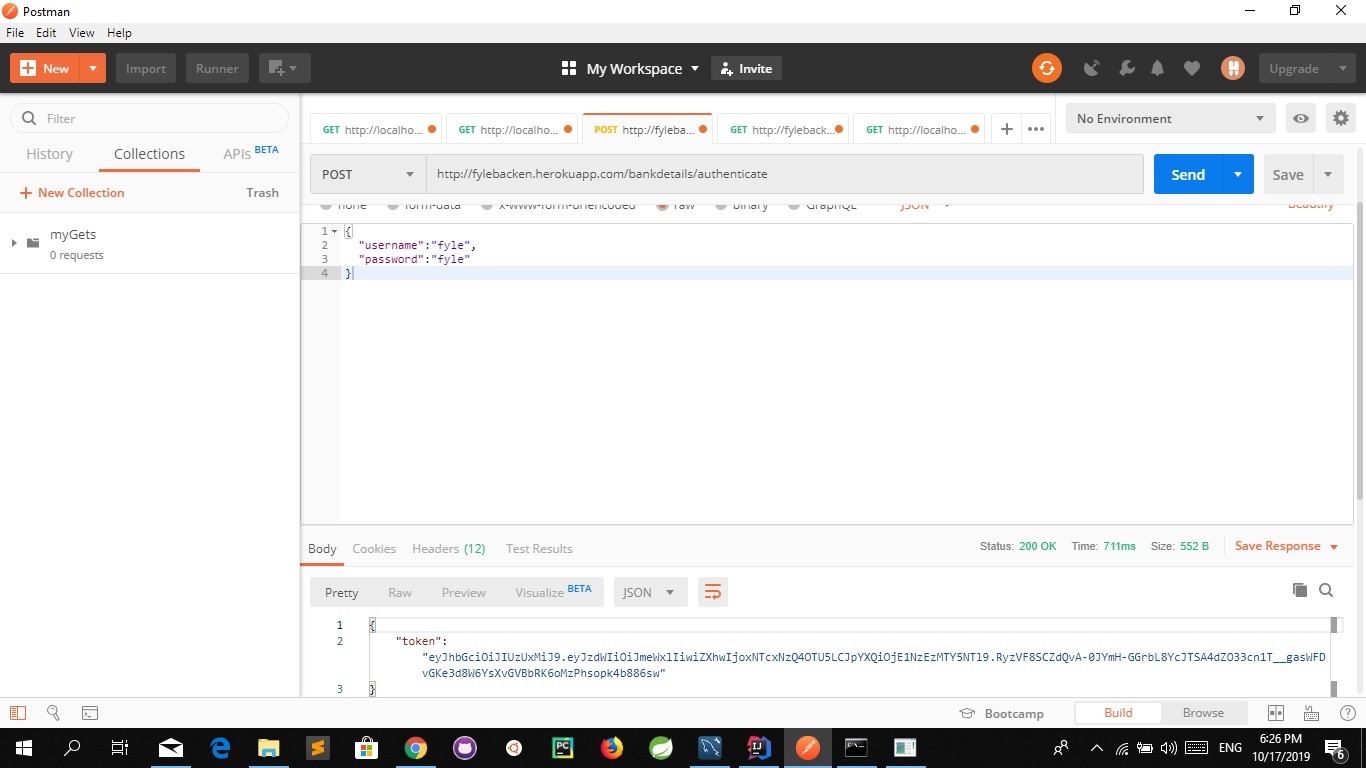 Postman
File Edit View Help
New Import Runner My Workspace Invite Upgrade
Filter
History Collections APIs BETA
New Collection Trash
myGets
0 requests
GET http://localho... GET http://localho... POST http://fyleba... GET http://fyleback... GET http://localho... No Environment
POST http://fylebacken.herokuapp.com/bankdetails/authenticate Send Save
none form-data x-www-form-urlencoded raw binary GraphQL JSON Beautify
1 {
2 "username":"fyle",
3 "password":"fyle"
4 }
Body Cookies Headers (12) Test Results Status: 200 OK Time: 711ms Size: 552 B Save Response
Pretty Raw Preview Visualize BETA JSON
1 {
2 "token":
"eyJhbGciOiJIUzUxMiJ9.eyJzdWIiOiJmeWxlIiwiZXhwIjoxNTcxNzQ4OTU5LCJpYXQiOjE1NzEzMTY5NTl9.RyzVF8SCZdQvA-0JYmH-GGrbL8YcJTSA4dZO33cn1T__gasWFD
vGKe3d8W6YsXvGVBbRK6oMzPhsopk4b886sw"
3 }
Bootcamp Build Browse
ENG 6:26 PM
10/17/2019 6